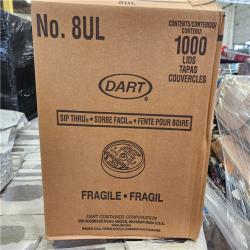 No. 8UL
CONTENTS/CONTENIDO/
CONTENU:
1000
LIDS
TAPAS
COUVERCLES
DART
®
SIP THRU • SORBE FACIL • FENTE POUR BOIRE
FRAGILE • FRAGIL
DART CONTAINER CORPORATION